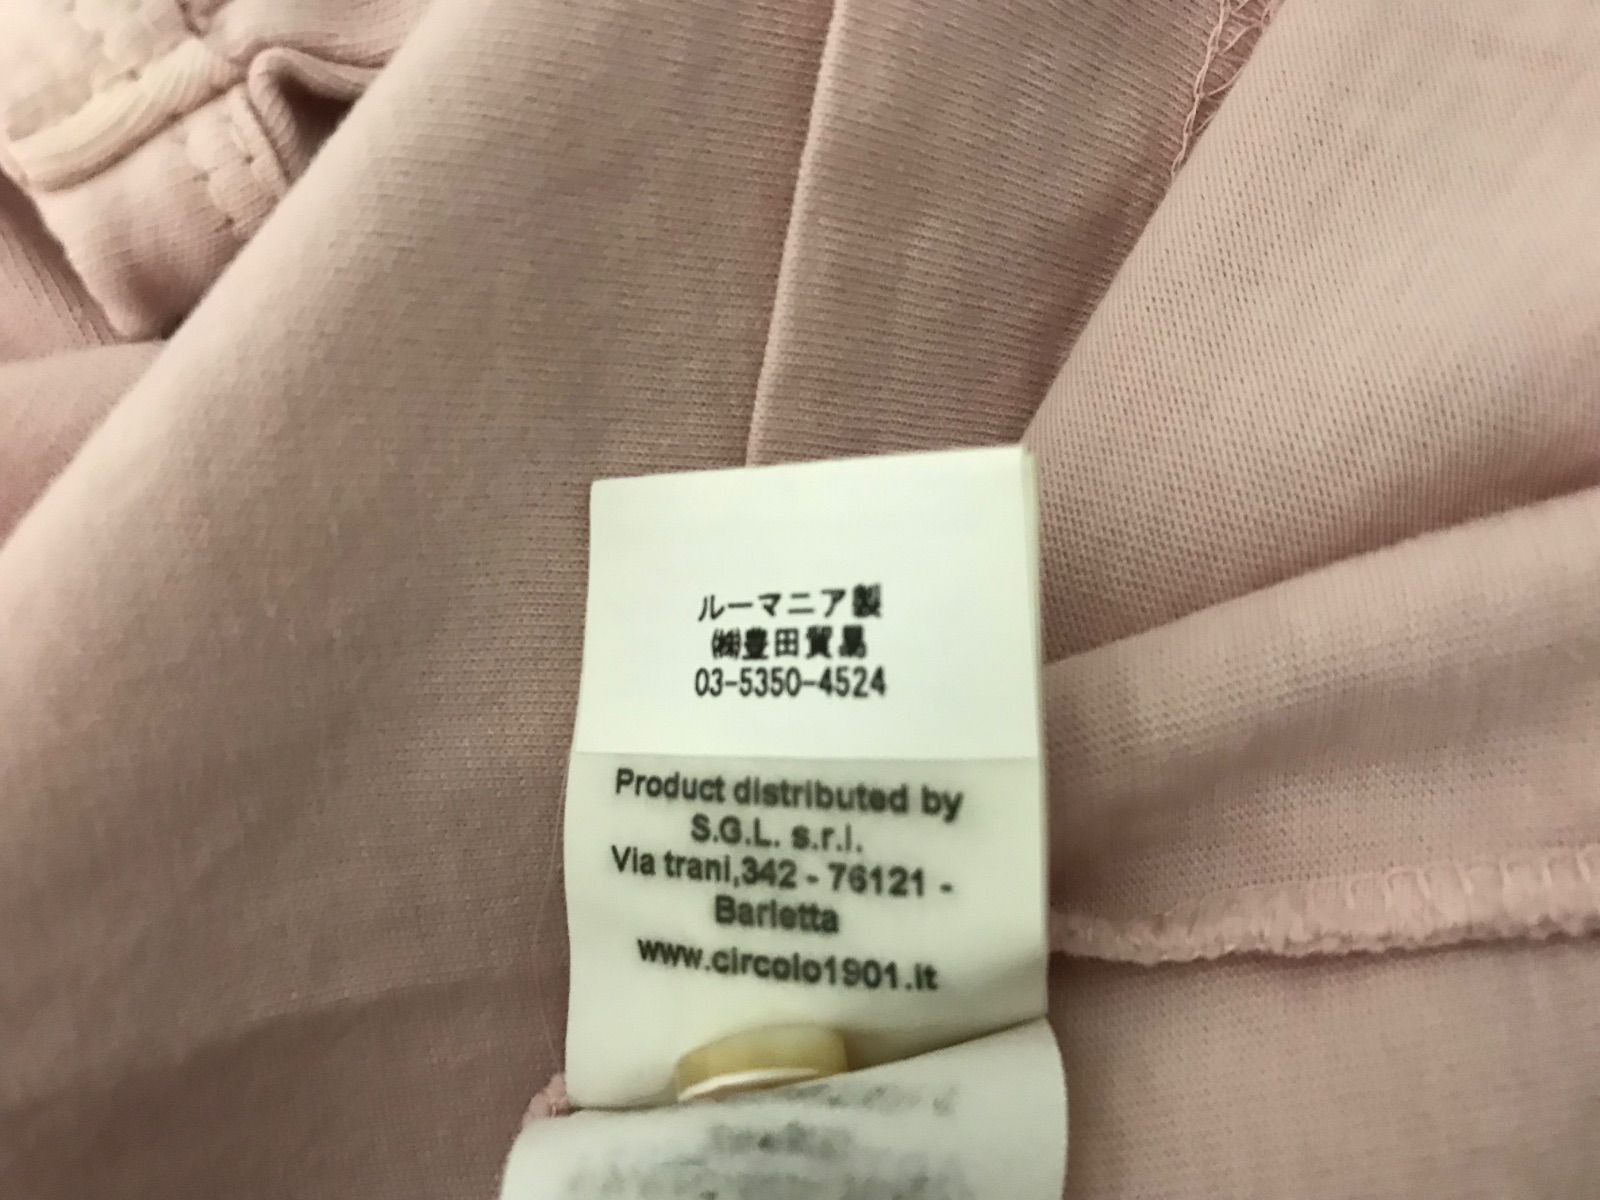 ルーマニア製
㈱豊田貿易
03-5350-4524
Product distributed by
S.G.L. s.r.l.
Via trani,342 - 76121 -
Barletta
www.circolo1901.it